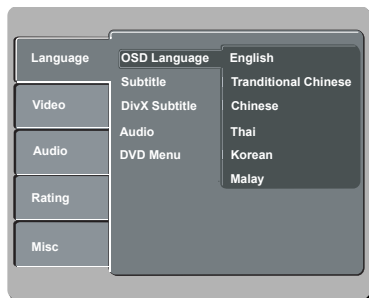 Language
Video
Audio
Rating
Misc
OSD Language
Subtitle
DivX Subtitle
Audio
DVD Menu
English
Tranditional Chinese
Chinese
Thai
Korean
Malay